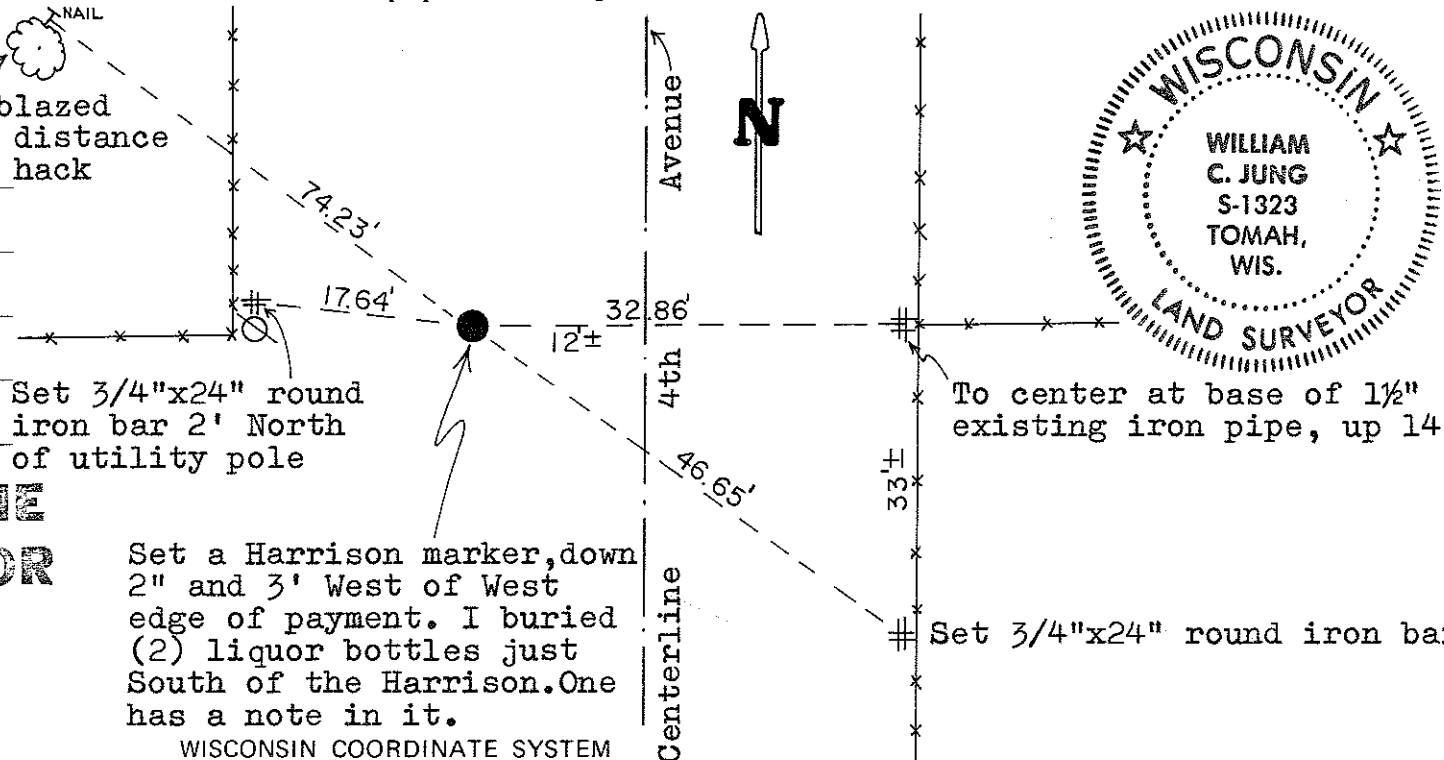 NAIL
blazed
distance
hack
74.23'
17.64'
Avenue
N
WISCONSIN
WILLIAM
C. JUNG
S-1323
TOMAH,
WIS.
LAND SURVEYOR
32.86'
12'±
4th
Set 3/4"x24" round
iron bar 2' North
of utility pole
To center at base of 1½"
existing iron pipe, up 14
33'±
46.65'
Set a Harrison marker,down
2" and 3' West of West
edge of payment. I buried
(2) liquor bottles just
South of the Harrison.One
has a note in it.
Centerline
Set 3/4"x24" round iron bar
WISCONSIN COORDINATE SYSTEM